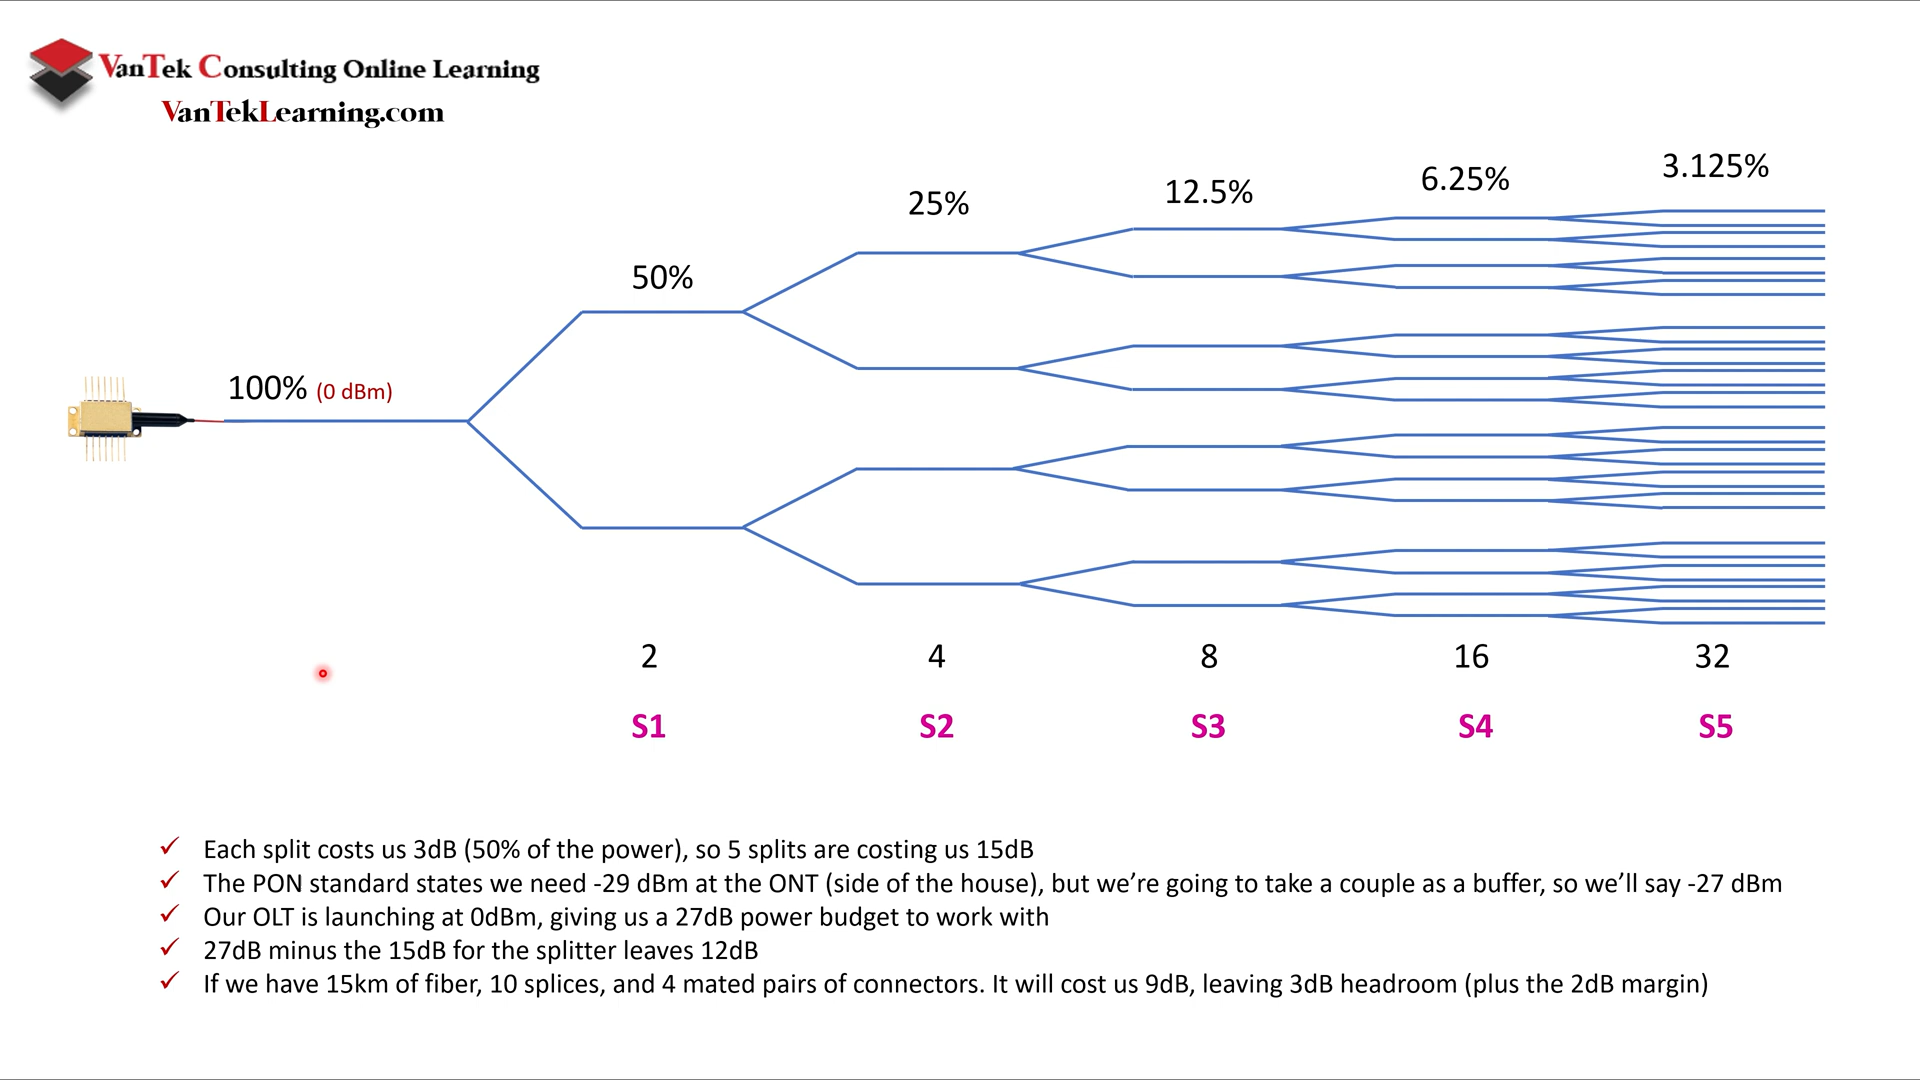 VanTek Consulting Online Learning
VanTekLearning.com
3.125%
6.25%
12.5%
25%
50%
100% (0 dBm)
2 4 8 16 32
S1 S2 S3 S4 S5
✓ Each split costs us 3dB (50% of the power), so 5 splits are costing us 15dB
✓ The PON standard states we need -29 dBm at the ONT (side of the house), but we’re going to take a couple as a buffer, so we’ll say -27 dBm
✓ Our OLT is launching at 0dBm, giving us a 27dB power budget to work with
✓ 27dB minus the 15dB for the splitter leaves 12dB
✓ If we have 15km of fiber, 10 splices, and 4 mated pairs of connectors. It will cost us 9dB, leaving 3dB headroom (plus the 2dB margin)